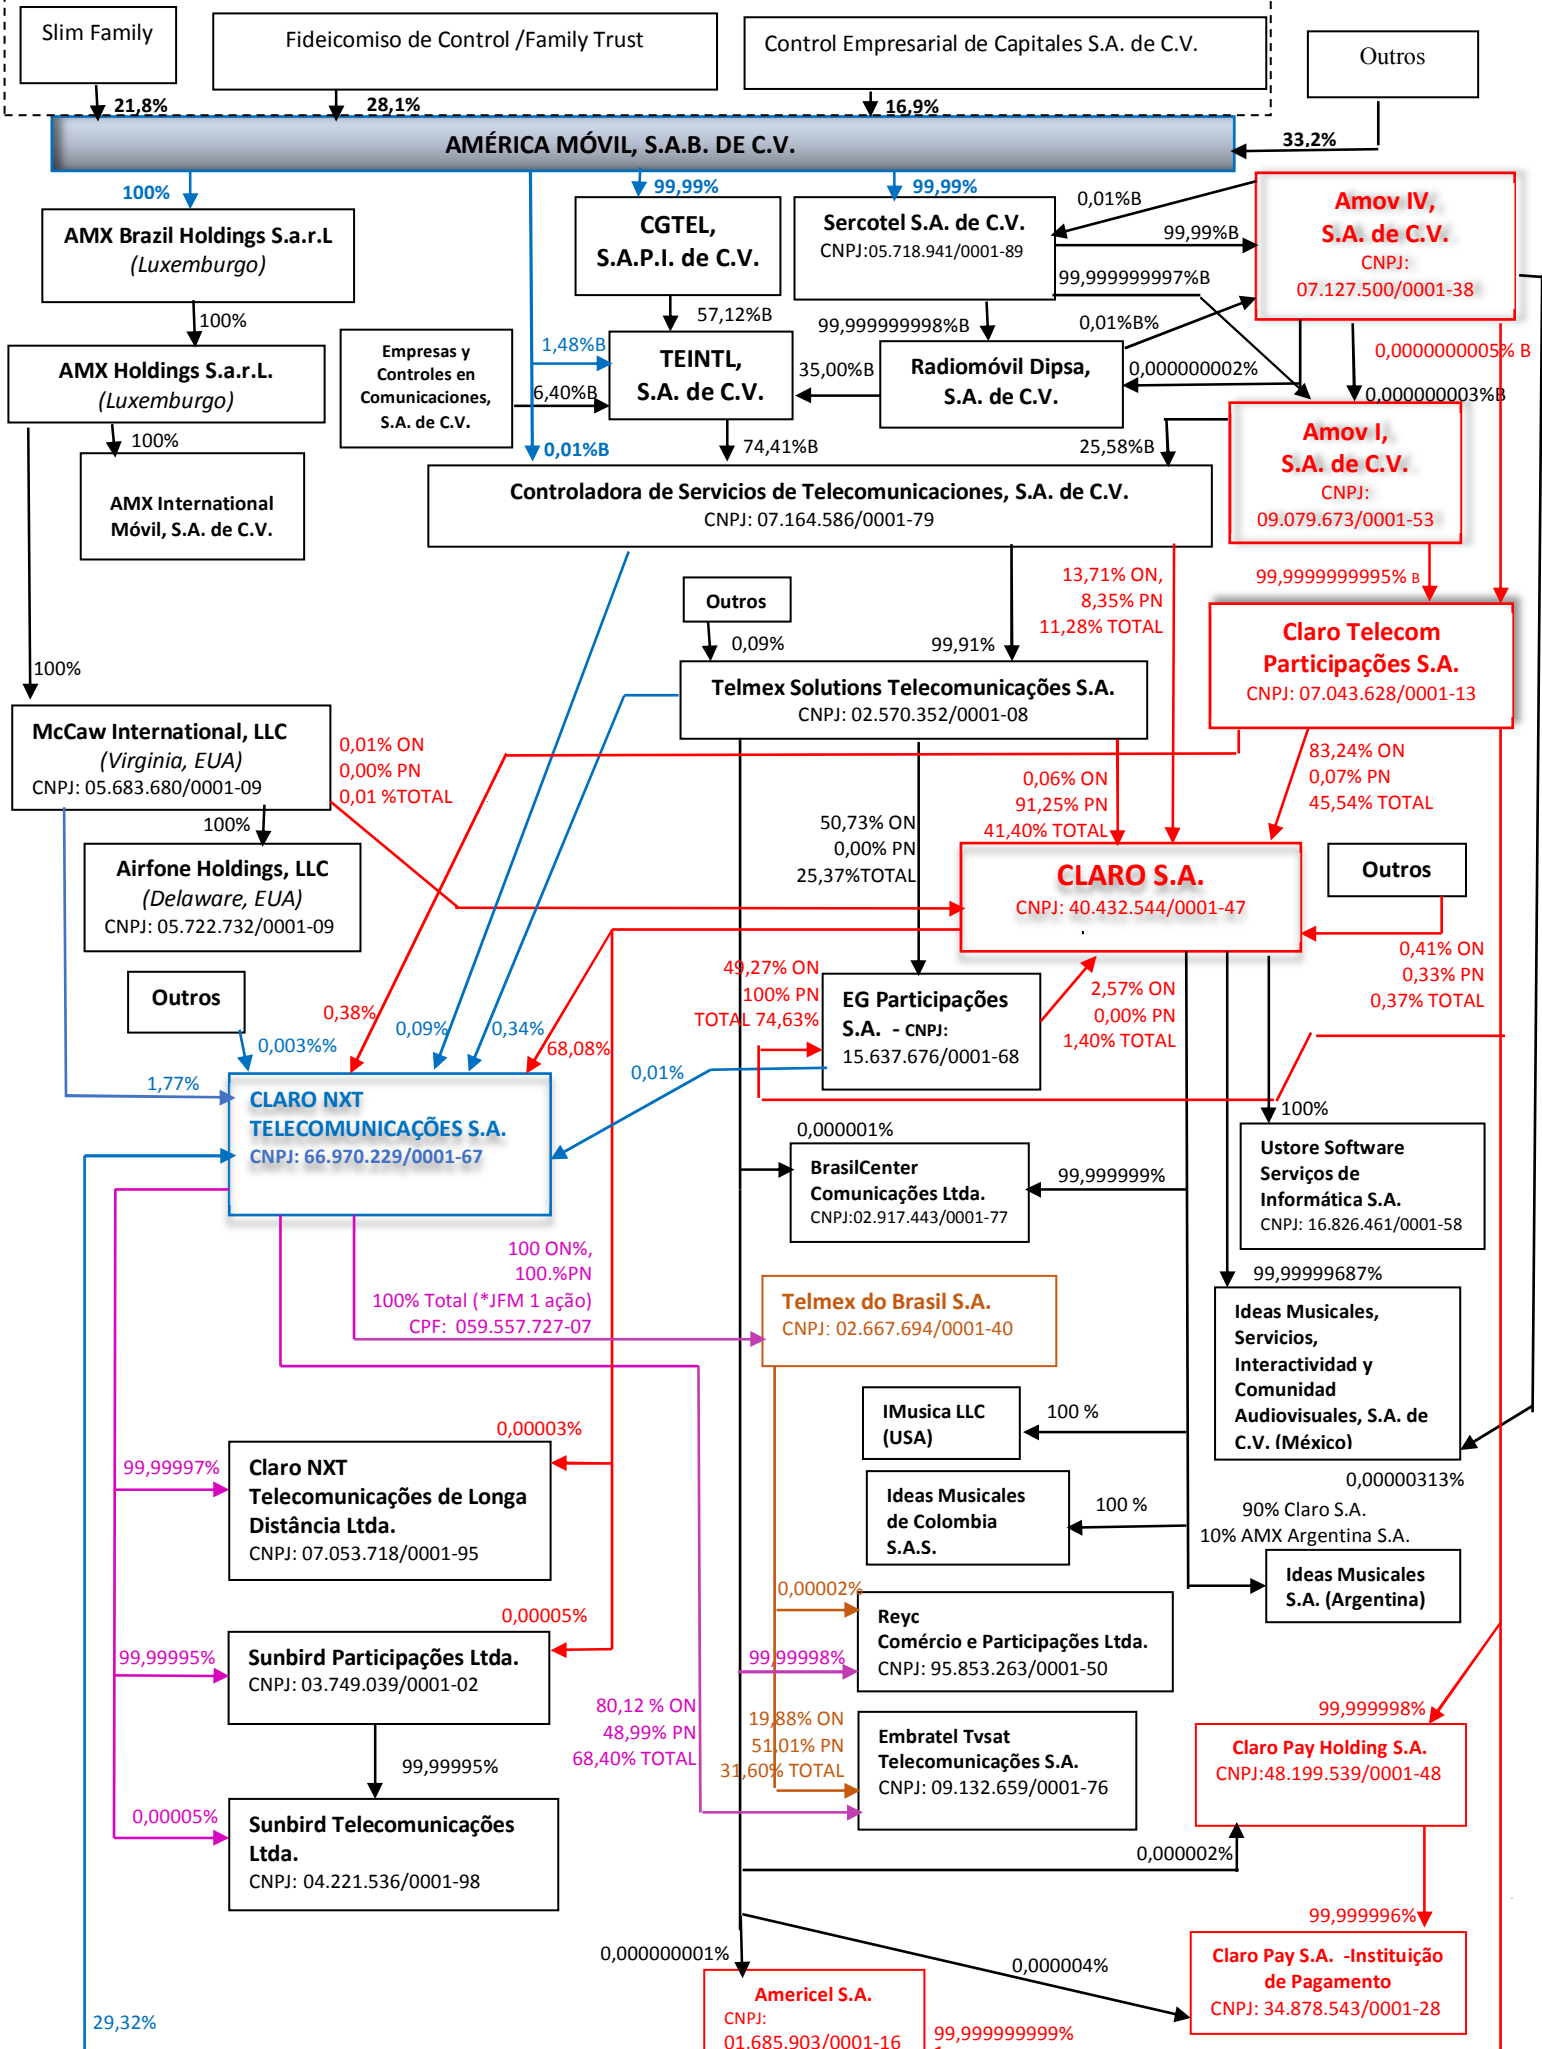 Slim Family
Fideicomiso de Control /Family Trust
Control Empresarial de Capitales S.A. de C.V.
Outros
21,8%
28,1%
16,9%
33,2%
AMÉRICA MÓVIL, S.A.B. DE C.V.
100%
99,99%
99,99%
AMX Brazil Holdings S.a.r.L
(Luxemburgo)
CGTEL,
S.A.P.I. de C.V.
Sercotel S.A. de C.V.
CNPJ:05.718.941/0001-89
0,01%B
99,99%B
99,999999997%B
Amov IV,
S.A. de C.V.
CNPJ:
07.127.500/0001-38
100%
57,12%B
99,999999998%B
0,01%B%
0,0000000005% B
AMX Holdings S.a.r.L.
(Luxemburgo)
Empresas y
Controles en
Comunicaciones,
S.A. de C.V.
1,48%B
6,40%B
TEINTL,
S.A. de C.V.
35,00%B
Radiomóvil Dipsa,
S.A. de C.V.
0,000000002%
0,000000003%B
100%
0,01%B
74,41%B
25,58%B
Amov I,
S.A. de C.V.
CNPJ:
09.079.673/0001-53
AMX International
Móvil, S.A. de C.V.
Controladora de Servicios de Telecomunicaciones, S.A. de C.V.
CNPJ: 07.164.586/0001-79
99,9999999995% B
13,71% ON,
8,35% PN
11,28% TOTAL
Outros
0,09%
99,91%
Claro Telecom
Participações S.A.
CNPJ: 07.043.628/0001-13
100%
Telmex Solutions Telecomunicações S.A.
CNPJ: 02.570.352/0001-08
McCaw International, LLC
(Virginia, EUA)
CNPJ: 05.683.680/0001-09
0,01% ON
0,00% PN
0,01 %TOTAL
83,24% ON
0,07% PN
45,54% TOTAL
0,06% ON
91,25% PN
41,40% TOTAL
50,73% ON
0,00% PN
25,37%TOTAL
100%
Airfone Holdings, LLC
(Delaware, EUA)
CNPJ: 05.722.732/0001-09
CLARO S.A.
CNPJ: 40.432.544/0001-47
Outros
0,41% ON
0,33% PN
0,37% TOTAL
Outros
49,27% ON
100% PN
TOTAL 74,63%
EG Participações
S.A. - CNPJ:
15.637.676/0001-68
2,57% ON
0,00% PN
1,40% TOTAL
0,003%%
0,38%
0,09%
0,34%
68,08%
0,01%
1,77%
CLARO NXT
TELECOMUNICAÇÕES S.A.
CNPJ: 66.970.229/0001-67
100%
0,000001%
BrasilCenter
Comunicações Ltda.
CNPJ:02.917.443/0001-77
99,999999%
Ustore Software
Serviços de
Informática S.A.
CNPJ: 16.826.461/0001-58
100 ON%,
100.%PN
100% Total (*JFM 1 ação)
CPF: 059.557.727-07
Telmex do Brasil S.A.
CNPJ: 02.667.694/0001-40
99,99999687%
Ideas Musicales,
Servicios,
Interactividad y
Comunidad
Audiovisuales, S.A. de
C.V. (México)
0,00000313%
IMusica LLC
(USA)
100 %
0,00003%
99,99997%
Claro NXT
Telecomunicações de Longa
Distância Ltda.
CNPJ: 07.053.718/0001-95
Ideas Musicales
de Colombia
S.A.S.
100 %
90% Claro S.A.
10% AMX Argentina S.A.
Ideas Musicales
S.A. (Argentina)
0,00005%
99,99995%
Sunbird Participações Ltda.
CNPJ: 03.749.039/0001-02
0,00002%
99,99998%
Reyc
Comércio e Participações Ltda.
CNPJ: 95.853.263/0001-50
80,12 % ON
48,99% PN
68,40% TOTAL
19,88% ON
51,01% PN
31,60% TOTAL
Embratel Tvsat
Telecomunicações S.A.
CNPJ: 09.132.659/0001-76
99,999998%
Claro Pay Holding S.A.
CNPJ:48.199.539/0001-48
99,99995%
0,00005%
Sunbird Telecomunicações
Ltda.
CNPJ: 04.221.536/0001-98
0,000002%
99,999996%
0,000000001%
0,000004%
Claro Pay S.A. -Instituição
de Pagamento
CNPJ: 34.878.543/0001-28
Americel S.A.
CNPJ:
01.685.903/0001-16
99,999999999%
29,32%